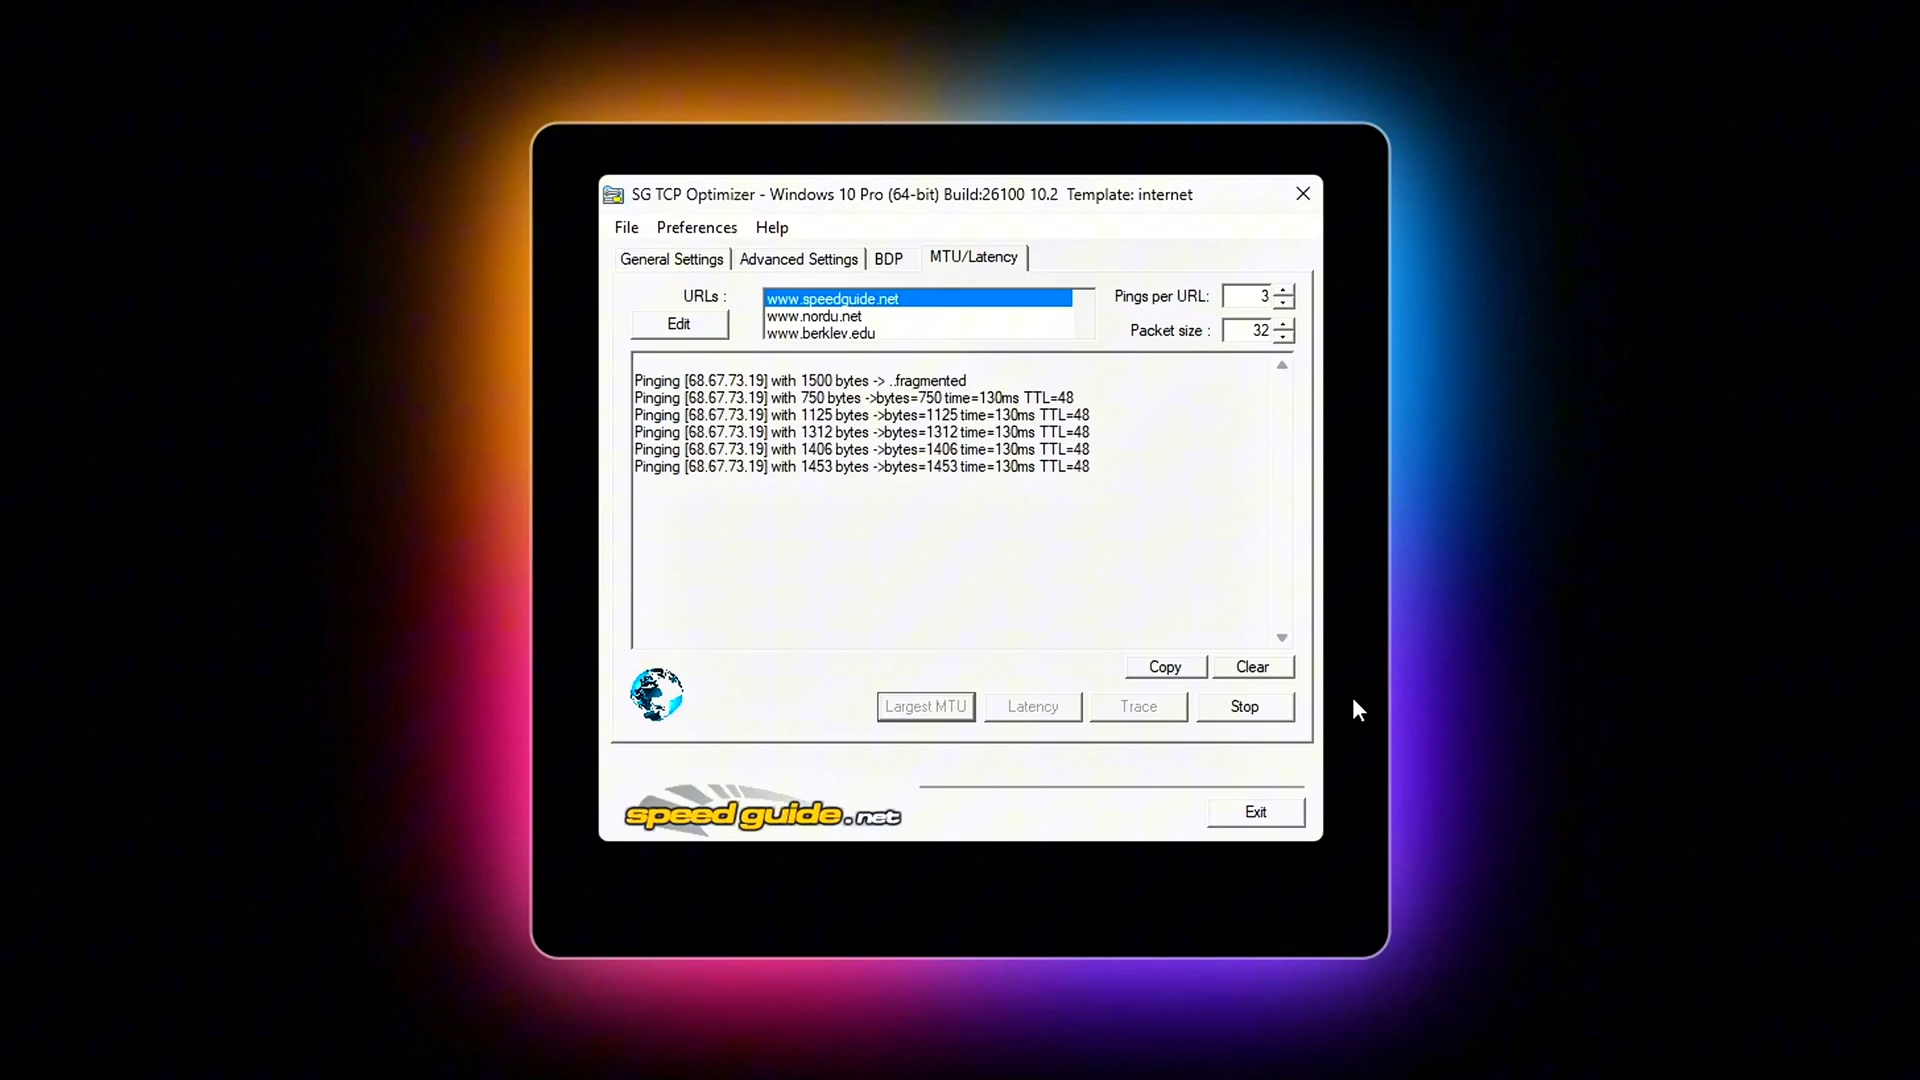 SG TCP Optimizer - Windows 10 Pro (64-bit) Build:26100 10.2 Template: internet
File Preferences Help
General Settings Advanced Settings BDP MTU/Latency
URLs :
Edit
www.speedguide.net
www.nordu.net
www.berkley.edu
Pings per URL: 3
Packet size : 32
Pinging [68.67.73.19] with 1500 bytes -> ..fragmented
Pinging [68.67.73.19] with 750 bytes ->bytes=750 time=130ms TTL=48
Pinging [68.67.73.19] with 1125 bytes ->bytes=1125 time=130ms TTL=48
Pinging [68.67.73.19] with 1312 bytes ->bytes=1312 time=130ms TTL=48
Pinging [68.67.73.19] with 1406 bytes ->bytes=1406 time=130ms TTL=48
Pinging [68.67.73.19] with 1453 bytes ->bytes=1453 time=130ms TTL=48
Copy Clear
Largest MTU Latency Trace Stop
speedguide.net
Exit